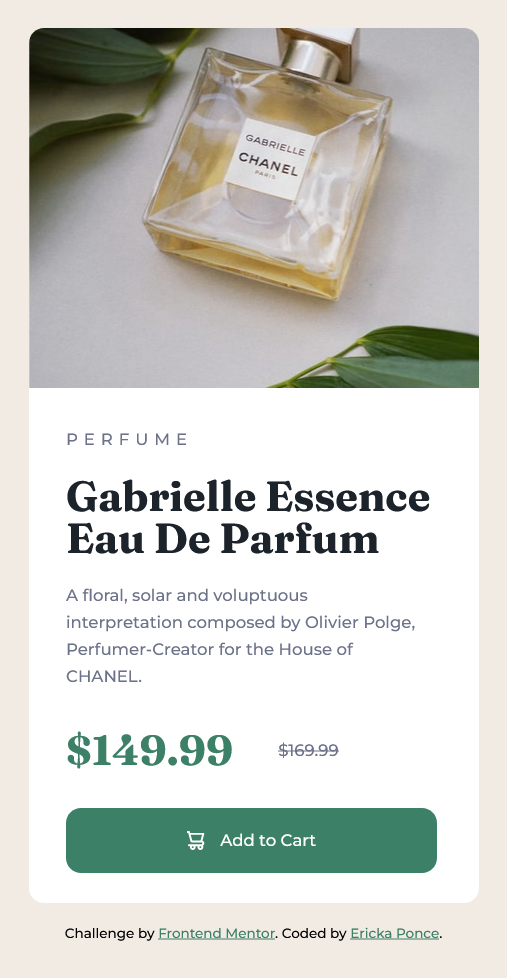 GABRIELLE
CHANEL
PARIS
PERFUME
Gabrielle Essence
Eau De Parfum
A floral, solar and voluptuous
interpretation composed by Olivier Polge,
Perfumer-Creator for the House of
CHANEL.
$149.99 $169.99
Add to Cart
Challenge by Frontend Mentor. Coded by Ericka Ponce.